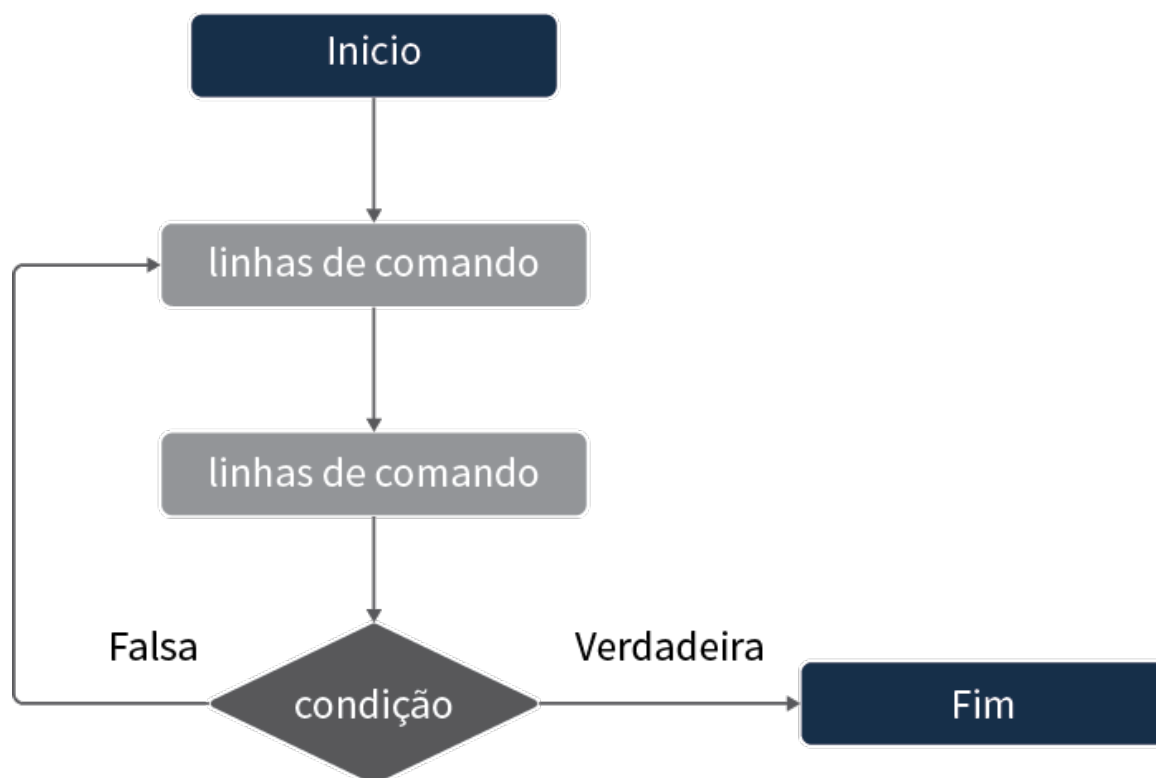 Inicio
linhas de comando
linhas de comando
Falsa
Verdadeira
condição
Fim